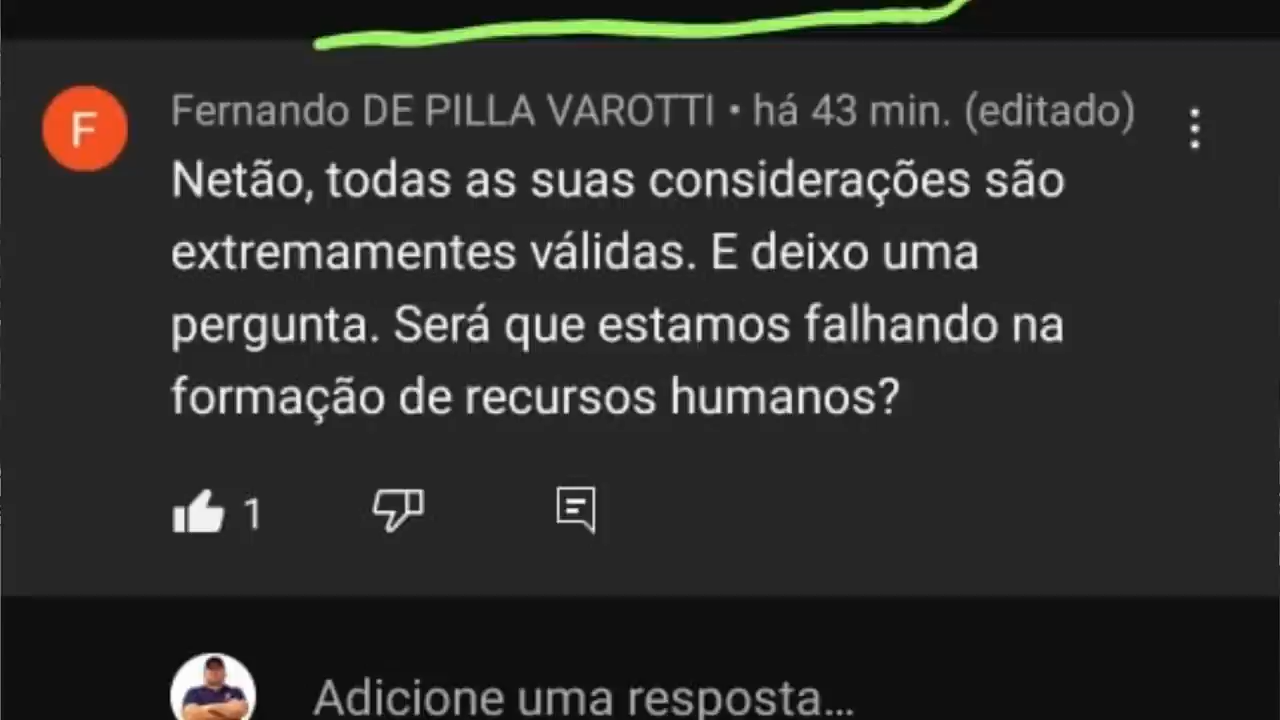 F
Fernando DE PILLA VAROTTI • há 43 min. (editado)
Netão, todas as suas considerações são
extremamentes válidas. E deixo uma
pergunta. Será que estamos falhando na
formação de recursos humanos?
1
Adicione uma resposta...